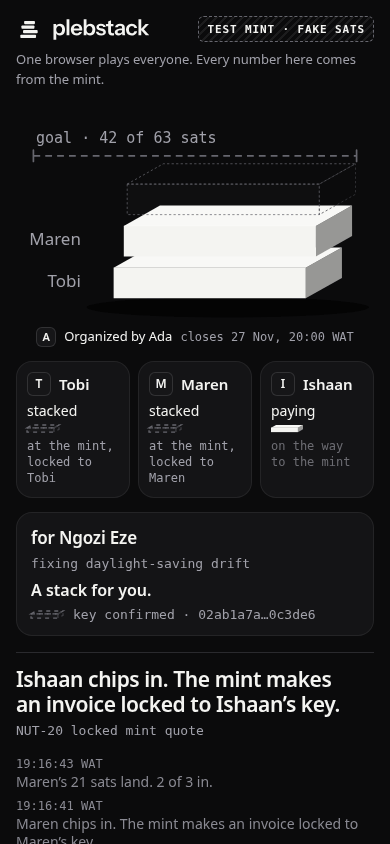 plebstack
TEST MINT · FAKE SATS
One browser plays everyone. Every number here comes
from the mint.
goal · 42 of 63 sats
Maren
Tobi
A Organized by Ada closes 27 Nov, 20:00 WAT
T Tobi
stacked
at the mint,
locked to
Tobi
M Maren
stacked
at the mint,
locked to
Maren
I Ishaan
paying
on the way
to the mint
for Ngozi Eze
fixing daylight-saving drift
A stack for you.
key confirmed · 02ab1a7a…0c3de6
Ishaan chips in. The mint makes
an invoice locked to Ishaan’s key.
NUT-20 locked mint quote
19:16:43 WAT
Maren’s 21 sats land. 2 of 3 in.
19:16:41 WAT
Maren chips in. The mint makes an invoice locked to
Maren’s key.